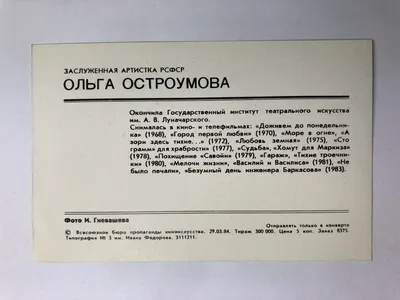 ЗАСЛУЖЕННАЯ АРТИСТКА РСФСР
ОЛЬГА ОСТРОУМОВА
Окончила Государственный институт театрального искусства
им. А. В. Луначарского.
Снималась в кино- и телефильмах: «Доживем до понедельни-
ка» (1968), «Город первой любви» (1970), «Море в огне», «А
зори здесь тихие...» (1972), «Любовь земная» (1975), «Сто
грамм» для храбрости» (1977), «Судьба», «Хомут для Маркиза»
(1978), «Похищение «Савойи» (1979), «Гараж», «Тихие троечни-
ки» (1980), «Мелочи жизни», «Василий и Василиса» (1981), «Не
было печали», «Безумный день инженера Баркасова» (1983).
Фото И. Гневашева
Отправлять только в конверте
© Всесоюзное бюро пропаганды киноискусства. 29.03.84. Тираж 300 000. Цена 5 коп. Заказ 8375.
Типография № 3 им. Ивана Федорова. 3111211.